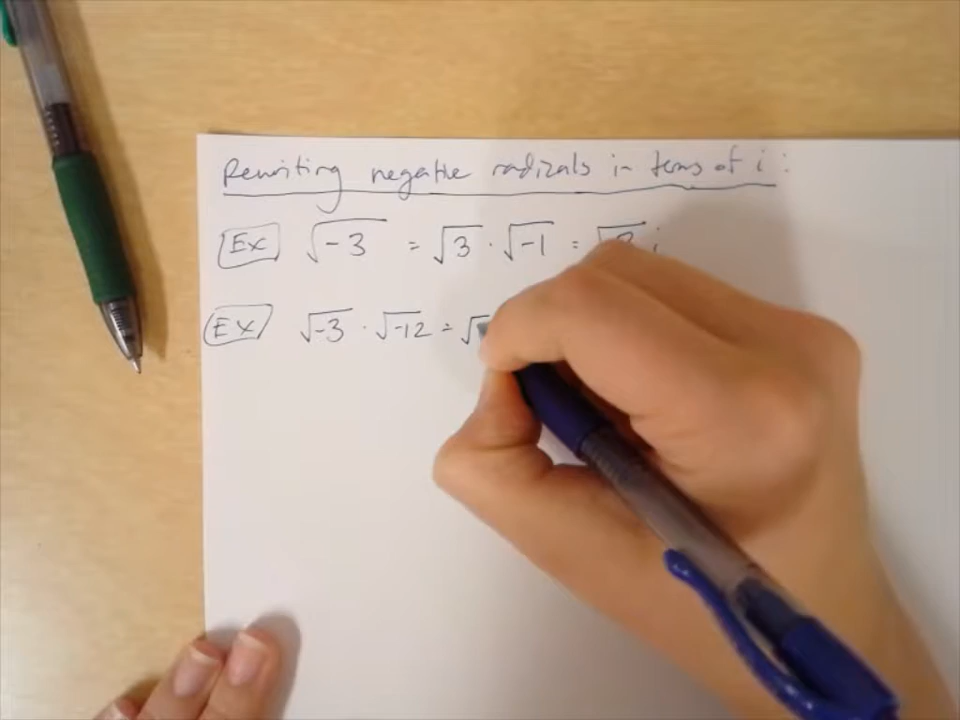 Rewriting negative radicals in terms of i :
Ex √-3 = √3 · √-1 = √3 i
Ex √-3 · √-12 = √